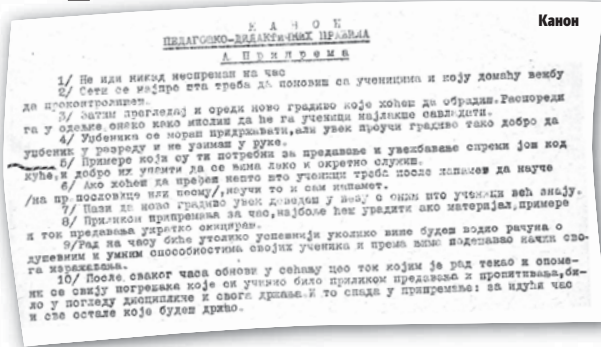 Канон
К А Н О Н
ПЕДАГОШКО-ДИДАКТИЧНИХ ПРАВИЛА
А Припрема
1/ Не иди никад неспреман на час
2/ Сети се најпре шта треба да поновиш са ученицима и коју домаћу вежбу
да проконтролишеш.
3/ Затим прегледај и среди ново градиво које хоћеш да обрадиш.Распореди
га у одељке,онако како мислиш да ће га ученици најлакше савладати.
4/ Уџбеника се мораш придржавати,али увек проучи градиво тако добро да
уџбеник у разреду и не узимаш у руке.
5/ Примере који су ти потребни за предавање и увежбавање спреми још код
куће,и добро их упамти да се њима лако и окретно служиш.
6/ Ако хоћеш да пређеш нешто што ученици треба после напамет да науче
/на пр.пословице или песму/,научи то и сам напамет.
7/ Пази да ново градиво увек доведеш у везу с оним што ученици већ знају.
8/ Приликом припремања за час,најбоље ћеш урадити ако материјал,примере
и ток предавања укратко скицираш.
9/Рад на часу биће утолико успешнији уколико више будеш водио рачуна о
душевним и умним способностима својих ученика и према њима подешавао начин сво-
га изражавања.
10/ После сваког часа обнови у сећању цео ток којим је рад текао и опоме-
ни се свију погрешака које си учинио било приликом предавања и пропитивања,би-
ло у погледу дисциплине и свога држања.И то спада у припремање: за идући час
и све остале које будеш држао.